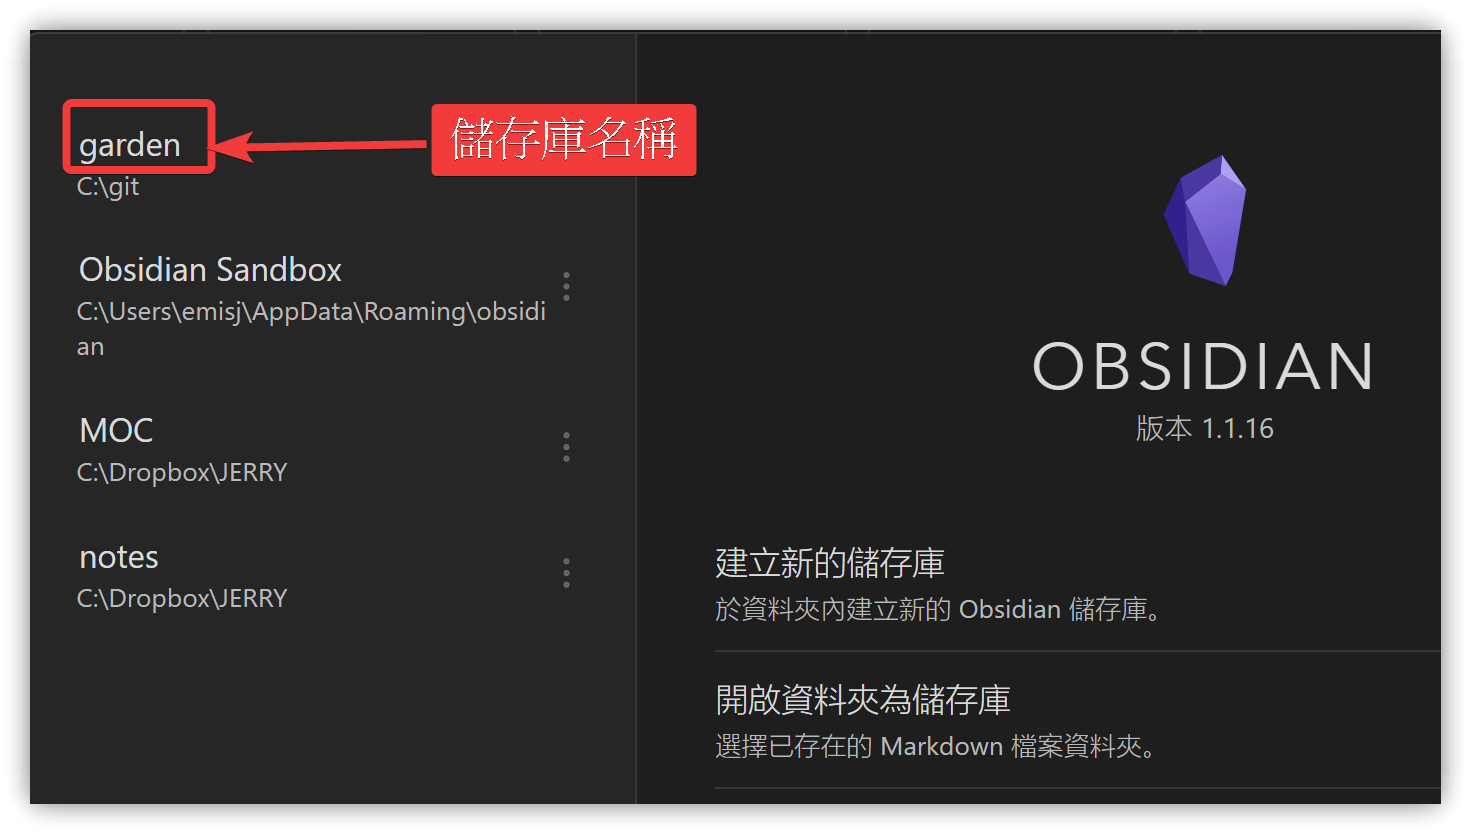 garden
儲存庫名稱
C:\git
Obsidian Sandbox
C:\Users\emisj\AppData\Roaming\obsidi
an
MOC
C:\Dropbox\JERRY
notes
C:\Dropbox\JERRY
OBSIDIAN
版本 1.1.16
建立新的儲存庫
於資料夾內建立新的 Obsidian 儲存庫。
開啟資料夾為儲存庫
選擇已存在的 Markdown 檔案資料夾。